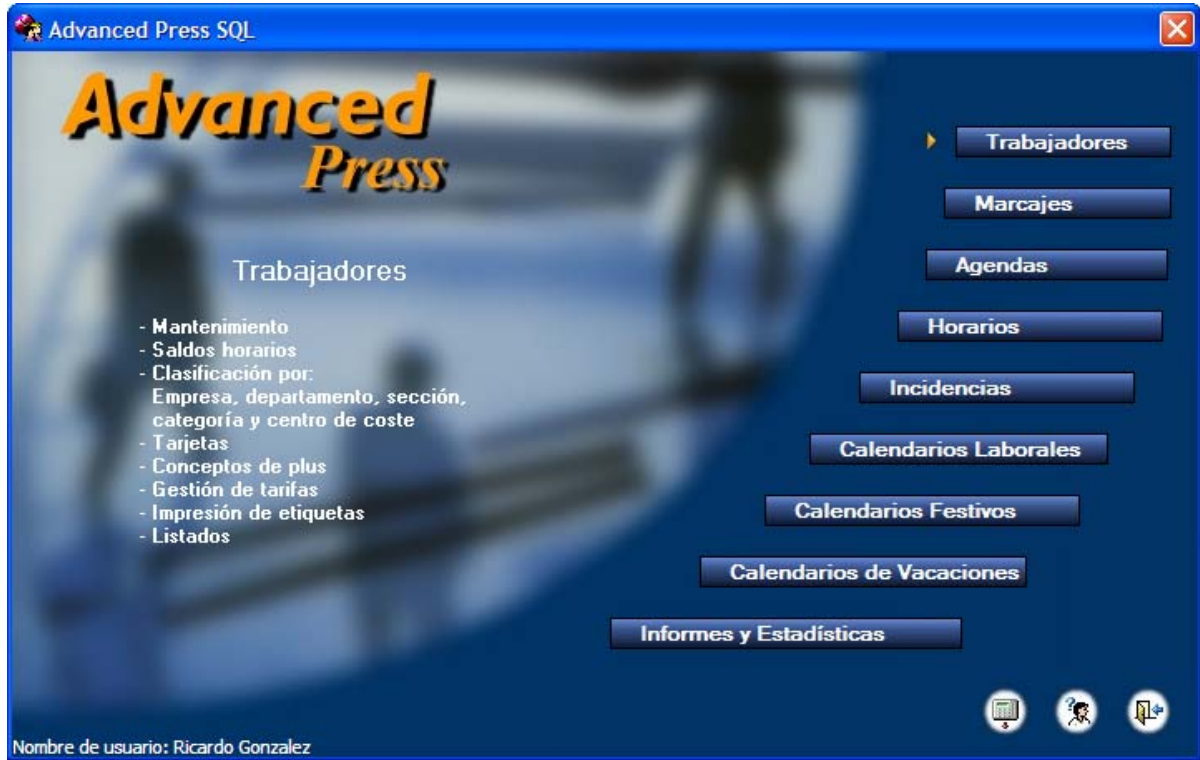 Advanced Press SQL
Advanced
Press
Trabajadores
- Mantenimiento
- Saldos horarios
- Clasificación por:
Empresa, departamento, sección,
categoría y centro de coste
- Tarjetas
- Conceptos de plus
- Gestión de tarifas
- Impresión de etiquetas
- Listados
Trabajadores
Marcajes
Agendas
Horarios
Incidencias
Calendarios Laborales
Calendarios Festivos
Calendarios de Vacaciones
Informes y Estadísticas
Nombre de usuario: Ricardo Gonzalez